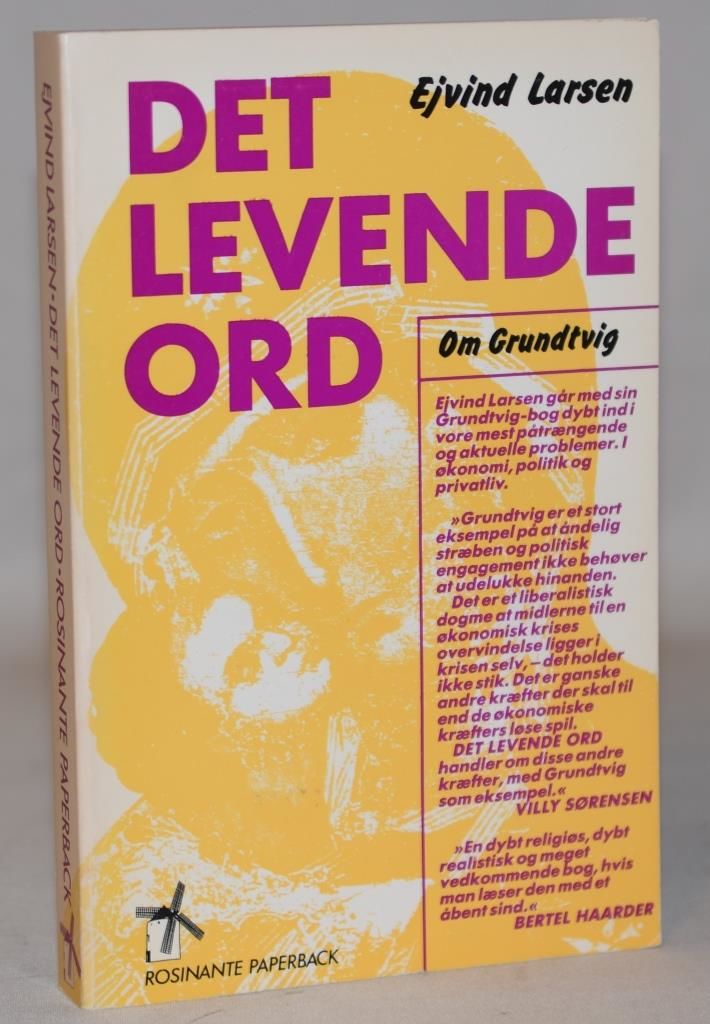 Ejvind Larsen
DET
LEVENDE
ORD
Om Grundtvig
Ejvind Larsen går med sin
Grundtvig-bog dybt ind i
vore mest påtrængende
og aktuelle problemer. I
økonomi, politik og
privatliv.
»Grundtvig er et stort
eksempel på at åndelig
stræben og politisk
engagement ikke behøver
at udelukke hinanden.
Det er et liberalistisk
dogme at midlerne til en
økonomisk krises
overvindelse ligger i
krisen selv, – det holder
ikke stik. Det er ganske
andre kræfter der skal til
end de økonomiske
kræfters løse spil.
DET LEVENDE ORD
handler om disse andre
kræfter, med Grundtvig
som eksempel.«
VILLY SØRENSEN
»En dybt religiøs, dybt
realistisk og meget
vedkommende bog, hvis
man læser den med et
åbent sind.«
BERTEL HAARDER
ROSINANTE PAPERBACK
EJVIND LARSEN - DET LEVENDE ORD - ROSINANTE PAPERBACK